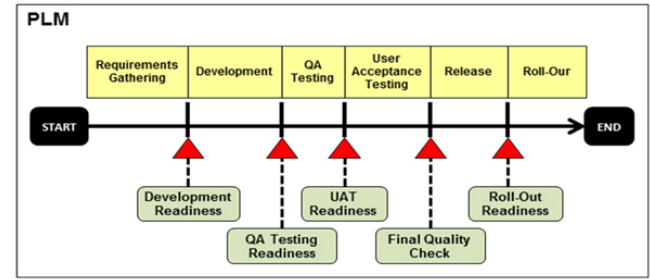 PLM
Requirements
Gathering
Development
QA
Testing
User
Acceptance
Testing
Release
Roll-Our
START
END
Development
Readiness
UAT
Readiness
Roll-Out
Readiness
QA Testing
Readiness
Final Quality
Check